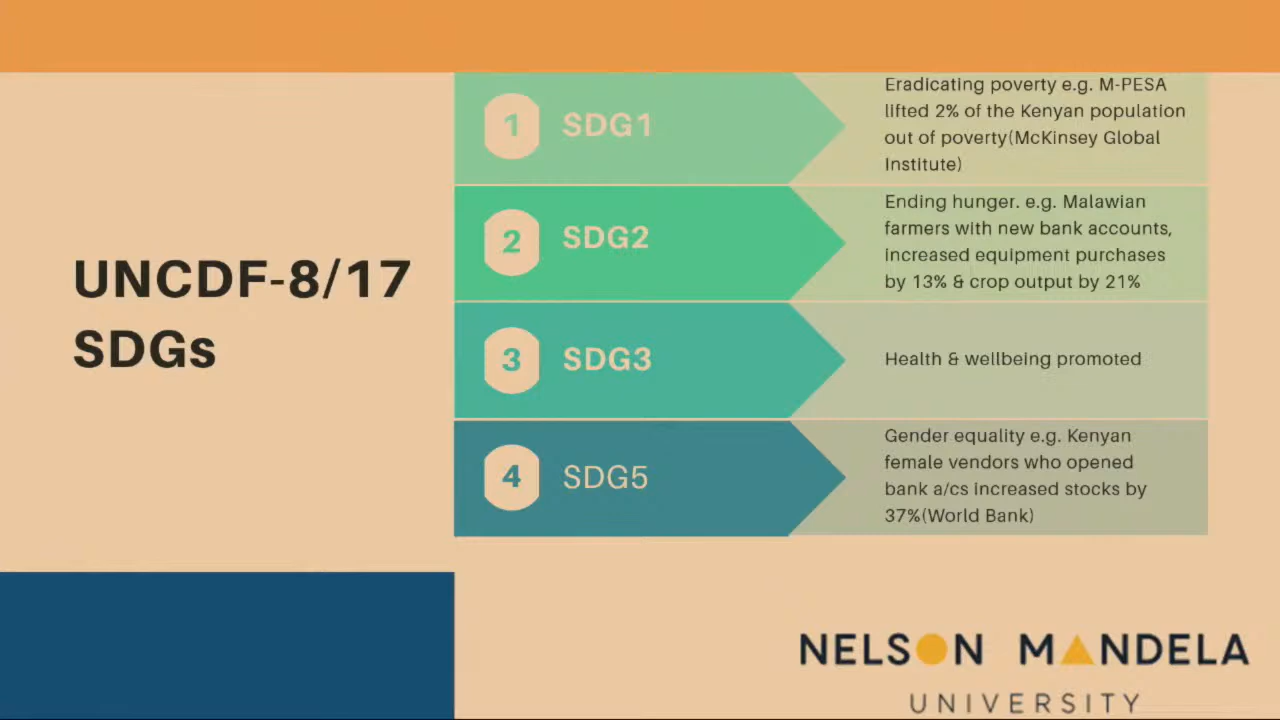 UNCDF-8/17
SDGs
1
SDG1
Eradicating poverty e.g. M-PESA
lifted 2% of the Kenyan population
out of poverty(McKinsey Global
Institute)
2
SDG2
Ending hunger. e.g. Malawian
farmers with new bank accounts,
increased equipment purchases
by 13% & crop output by 21%
3
SDG3
Health & wellbeing promoted
4
SDG5
Gender equality e.g. Kenyan
female vendors who opened
bank a/cs increased stocks by
37%(World Bank)
NELSON MANDELA
UNIVERSITY